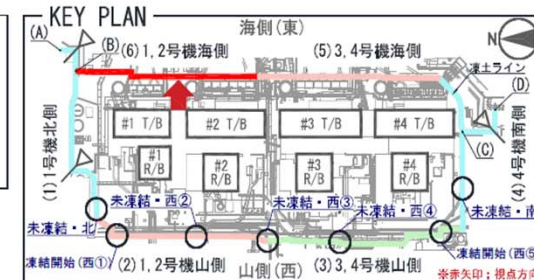 KEY PLAN
海側(東)
N
(A)
(B)
(6)1,2号機海側
(5)3,4号機海側
凍土ライン
(D)
#1 T/B
#2 T/B
#3 T/B
#4 T/B
(1)1号機北側
#1
R/B
#2
R/B
#3
R/B
#4
R/B
(C)
(4)4号機南側
未凍結・北
未凍結・西②
未凍結・西③
未凍結・西④
未凍結・南
凍結開始(西①)
(2)1,2号機山側
山側(西)
(3)3,4号機山側
凍結開始(西⑤
※赤矢印:視点方向